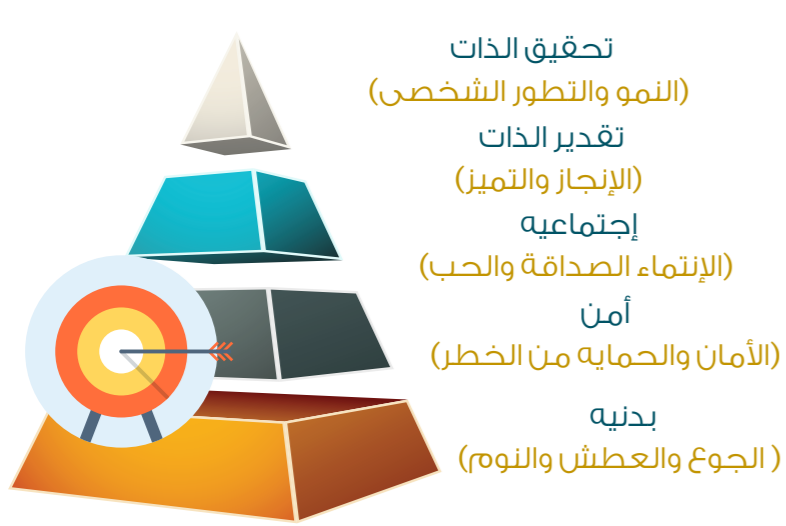 تحقيق الذات
(النمو والتطور الشخصى)
تقدير الذات
(الإنجاز والتميز)
إجتماعيه
(الإنتماء الصداقة والحب)
أمن
(الأمان والحمايه من الخطر)
بدنيه
( الجوع والعطش والنوم)